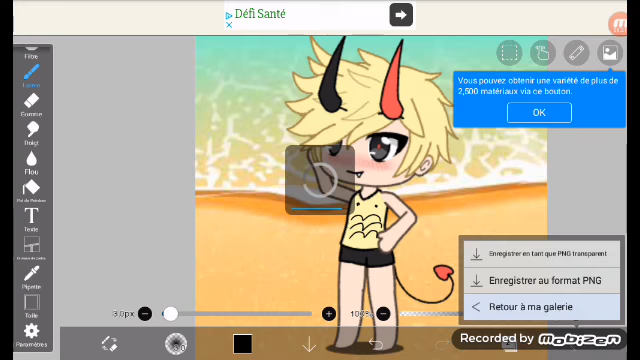 Défi Santé
Filtre
Gomme
Doigt
Flou
Pot de Peinture
Texte
Pipette
Toile
Paramètres
Vous pouvez obtenir une variété de plus de
2,500 matériaux via ce bouton.
OK
Enregistrer en tant que PNG transparent
Enregistrer au format PNG
Retour à ma galerie
3.0px
100%
Recorded by mobizen